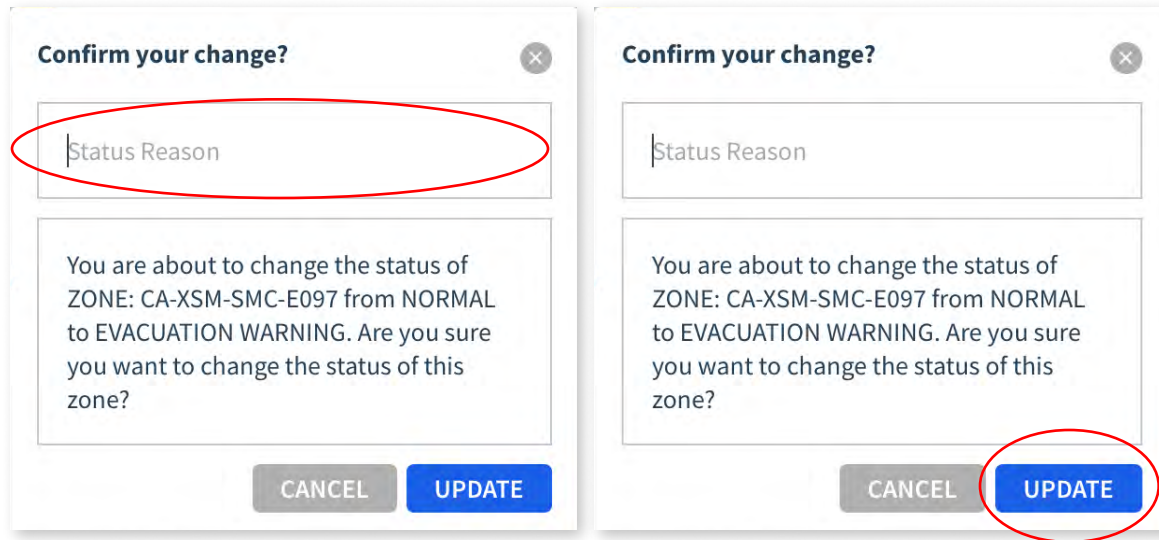 Confirm your change?
Status Reason
You are about to change the status of
ZONE: CA-XSM-SMC-E097 from NORMAL
to EVACUATION WARNING. Are you sure
you want to change the status of this
zone?
CANCEL
UPDATE
Confirm your change?
Status Reason
You are about to change the status of
ZONE: CA-XSM-SMC-E097 from NORMAL
to EVACUATION WARNING. Are you sure
you want to change the status of this
zone?
CANCEL
UPDATE